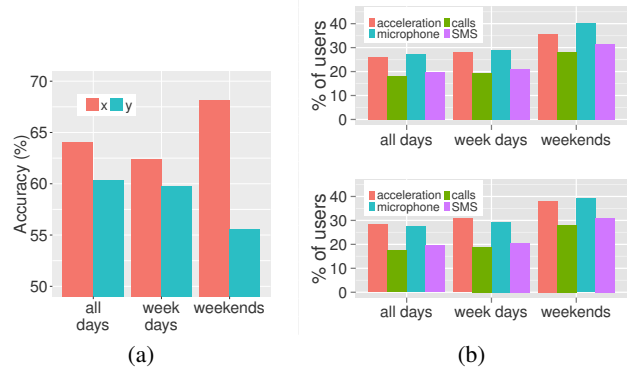 70
65
60
55
50
Accuracy (%)
x y
all days
week days
weekends
(a)
40
30
20
10
0
% of users
acceleration calls
microphone SMS
all days week days weekends
40
30
20
10
0
% of users
acceleration calls
microphone SMS
all days week days weekends
(b)